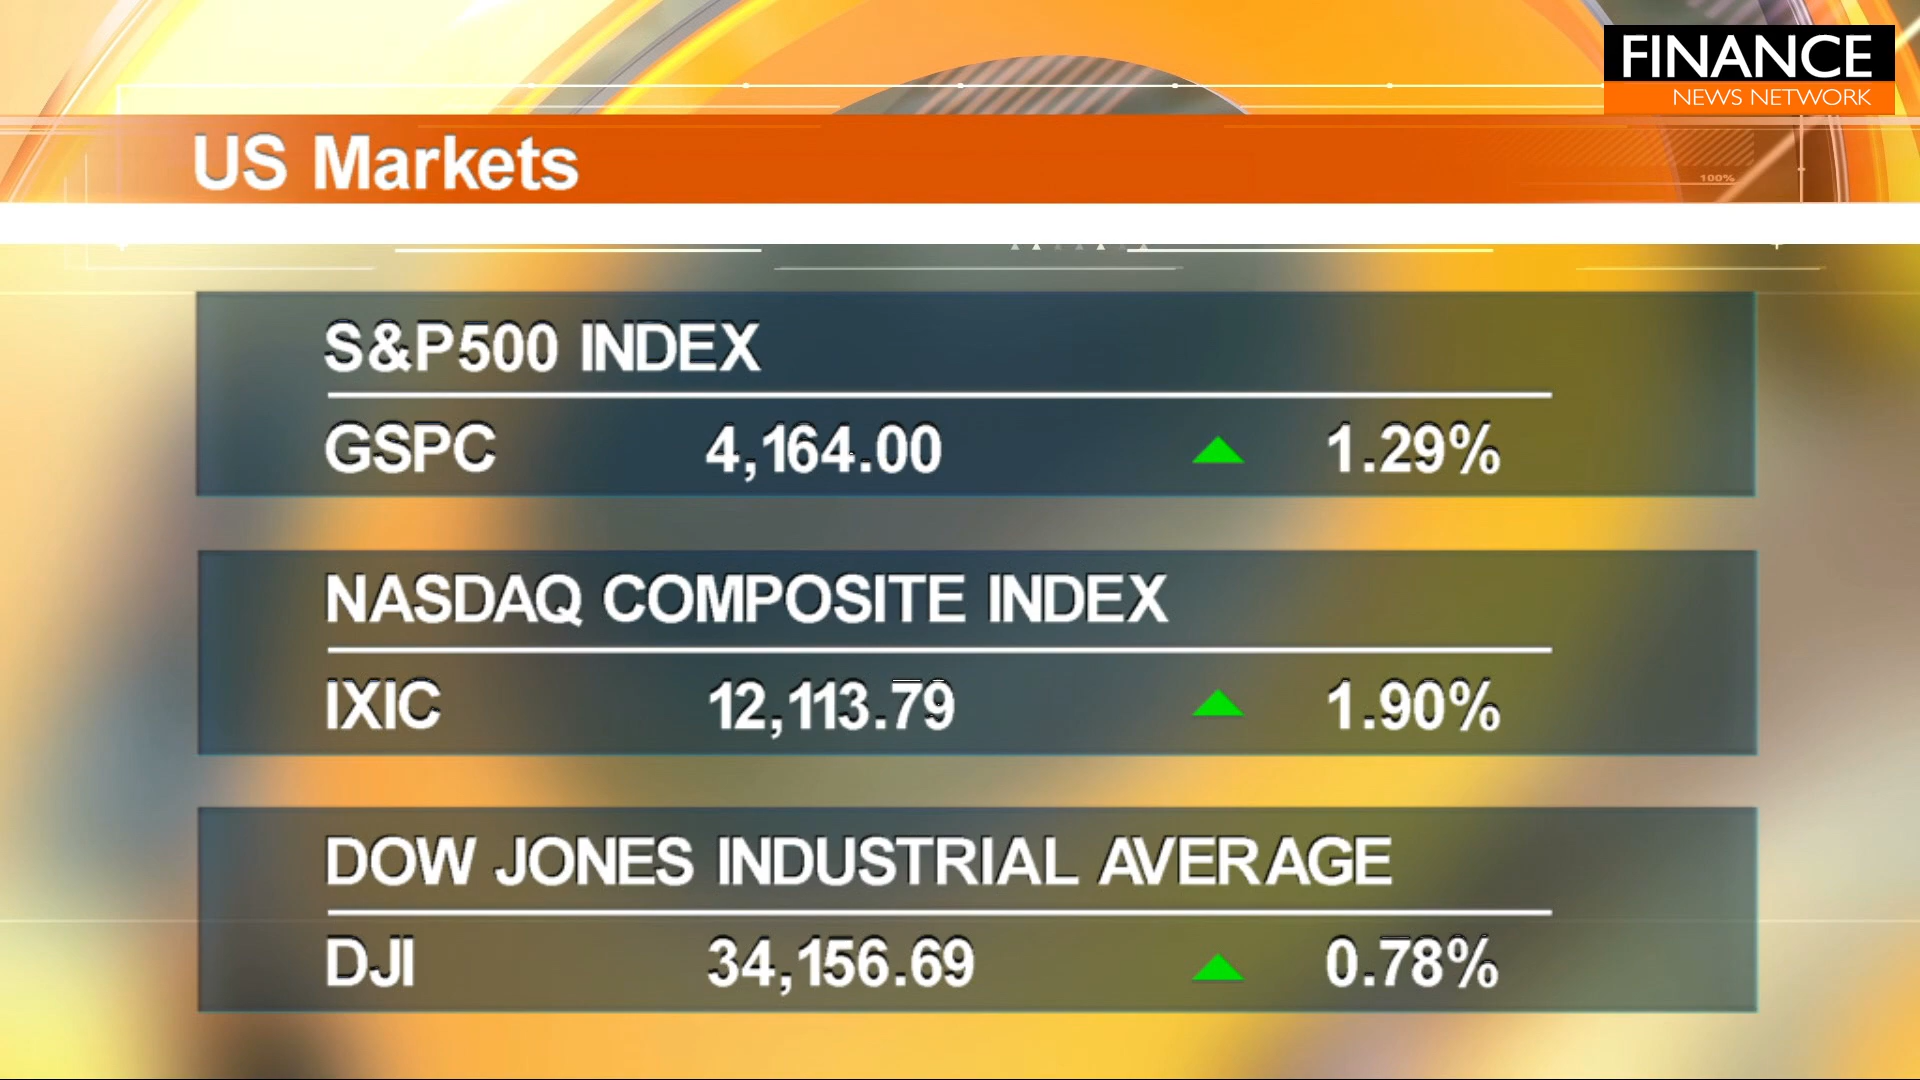 FINANCE
NEWS NETWORK
US Markets
100%
S&P500 INDEX
GSPC 4,164.00 ▲ 1.29%
NASDAQ COMPOSITE INDEX
IXIC 12,113.79 ▲ 1.90%
DOW JONES INDUSTRIAL AVERAGE
DJI 34,156.69 ▲ 0.78%